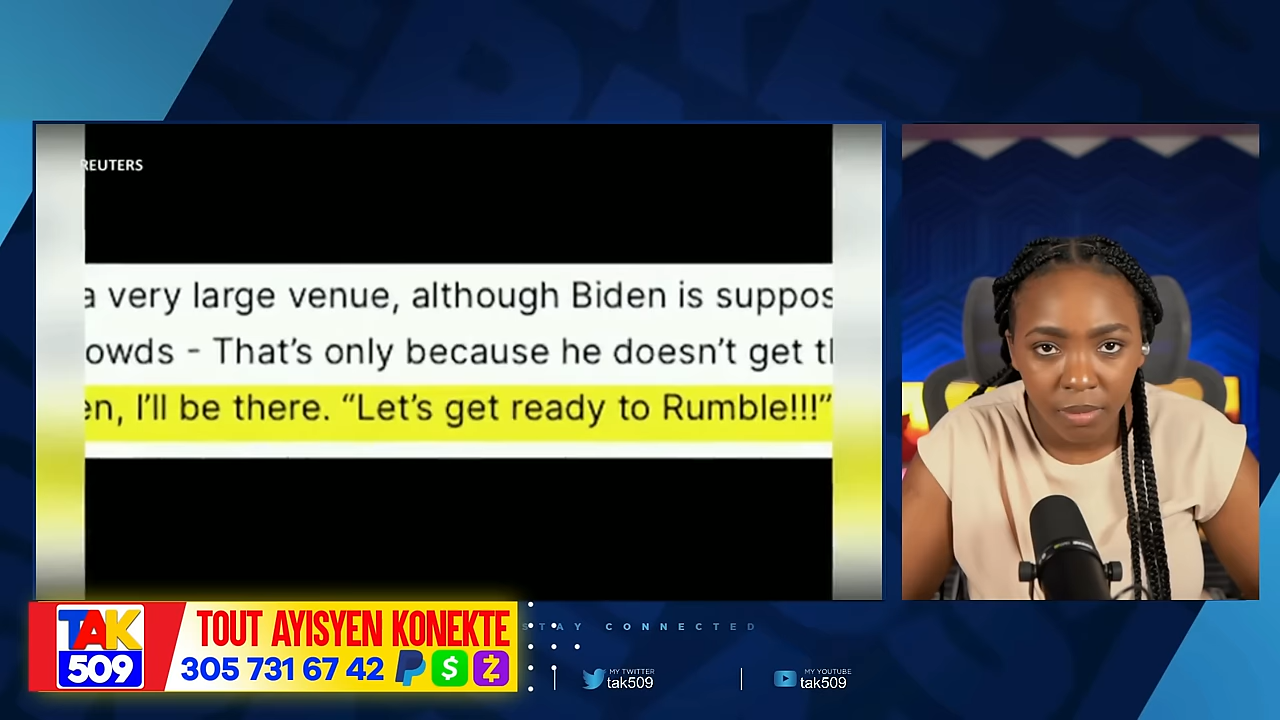 REUTERS
a very large venue, although Biden is suppos
owds - That's only because he doesn't get tl
en, I'll be there. “Let's get ready to Rumble!!!”
TAK
509
TOUT AYISYEN KONEKTE
305 731 67 42
STAY CONNECTED
MY TWITTER
tak509
MY YOUTUBE
tak509